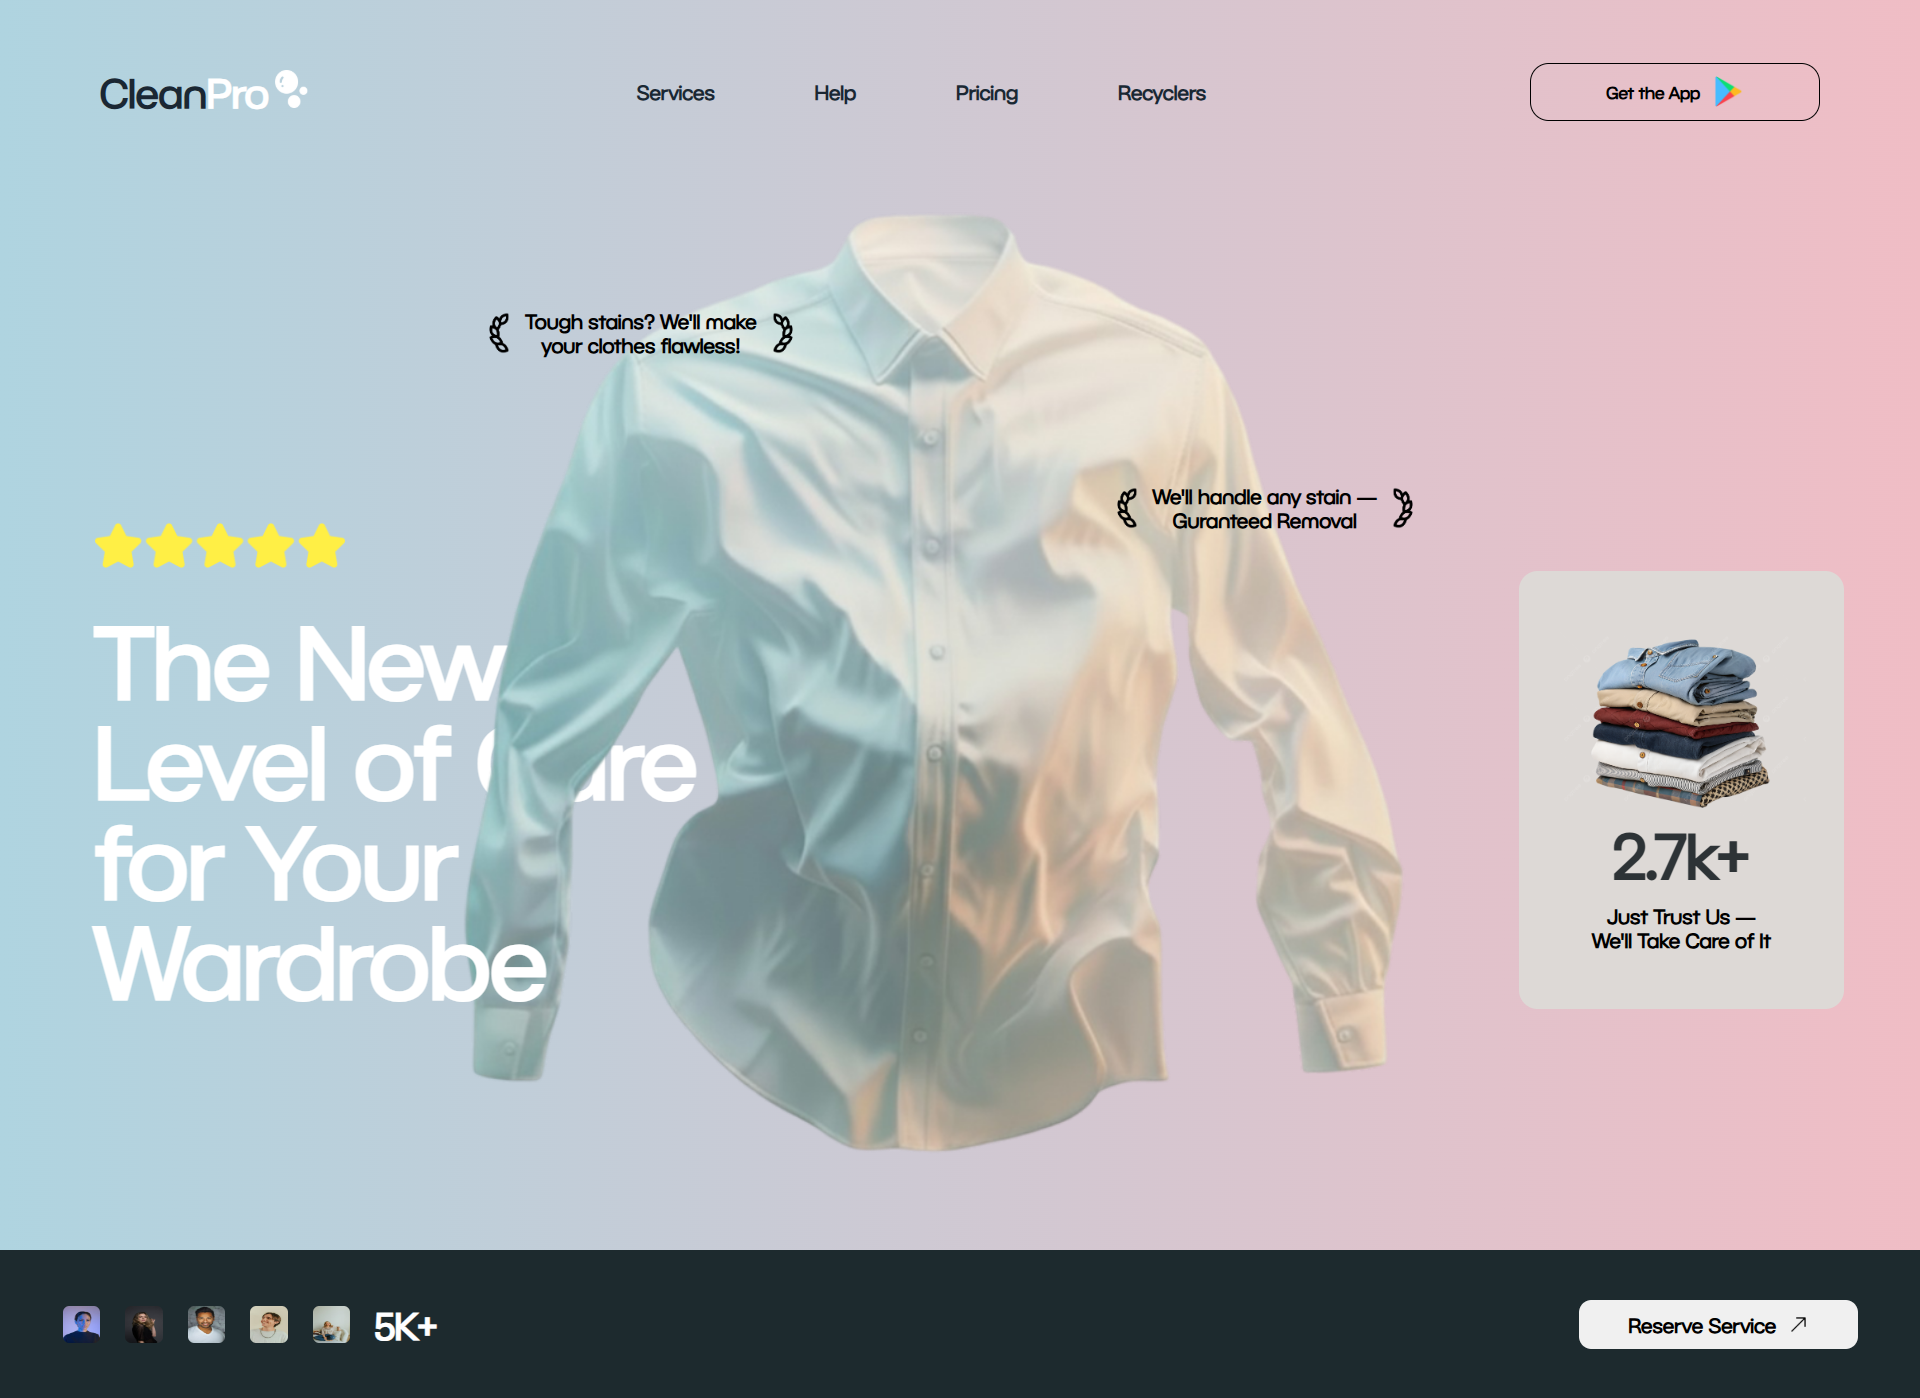 CleanPro
Services
Help
Pricing
Recyclers
Get the App
Tough stains? We'll make
your clothes flawless!
We'll handle any stain —
Guranteed Removal
The New
Level of Care
for Your
Wardrobe
2.7k+
Just Trust Us —
We'll Take Care of It
5K+
Reserve Service